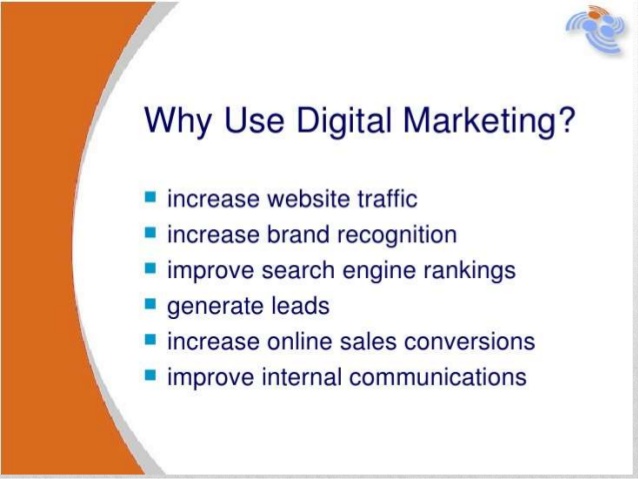 Why Use Digital Marketing?
increase website traffic
increase brand recognition
improve search engine rankings
generate leads
increase online sales conversions
improve internal communications